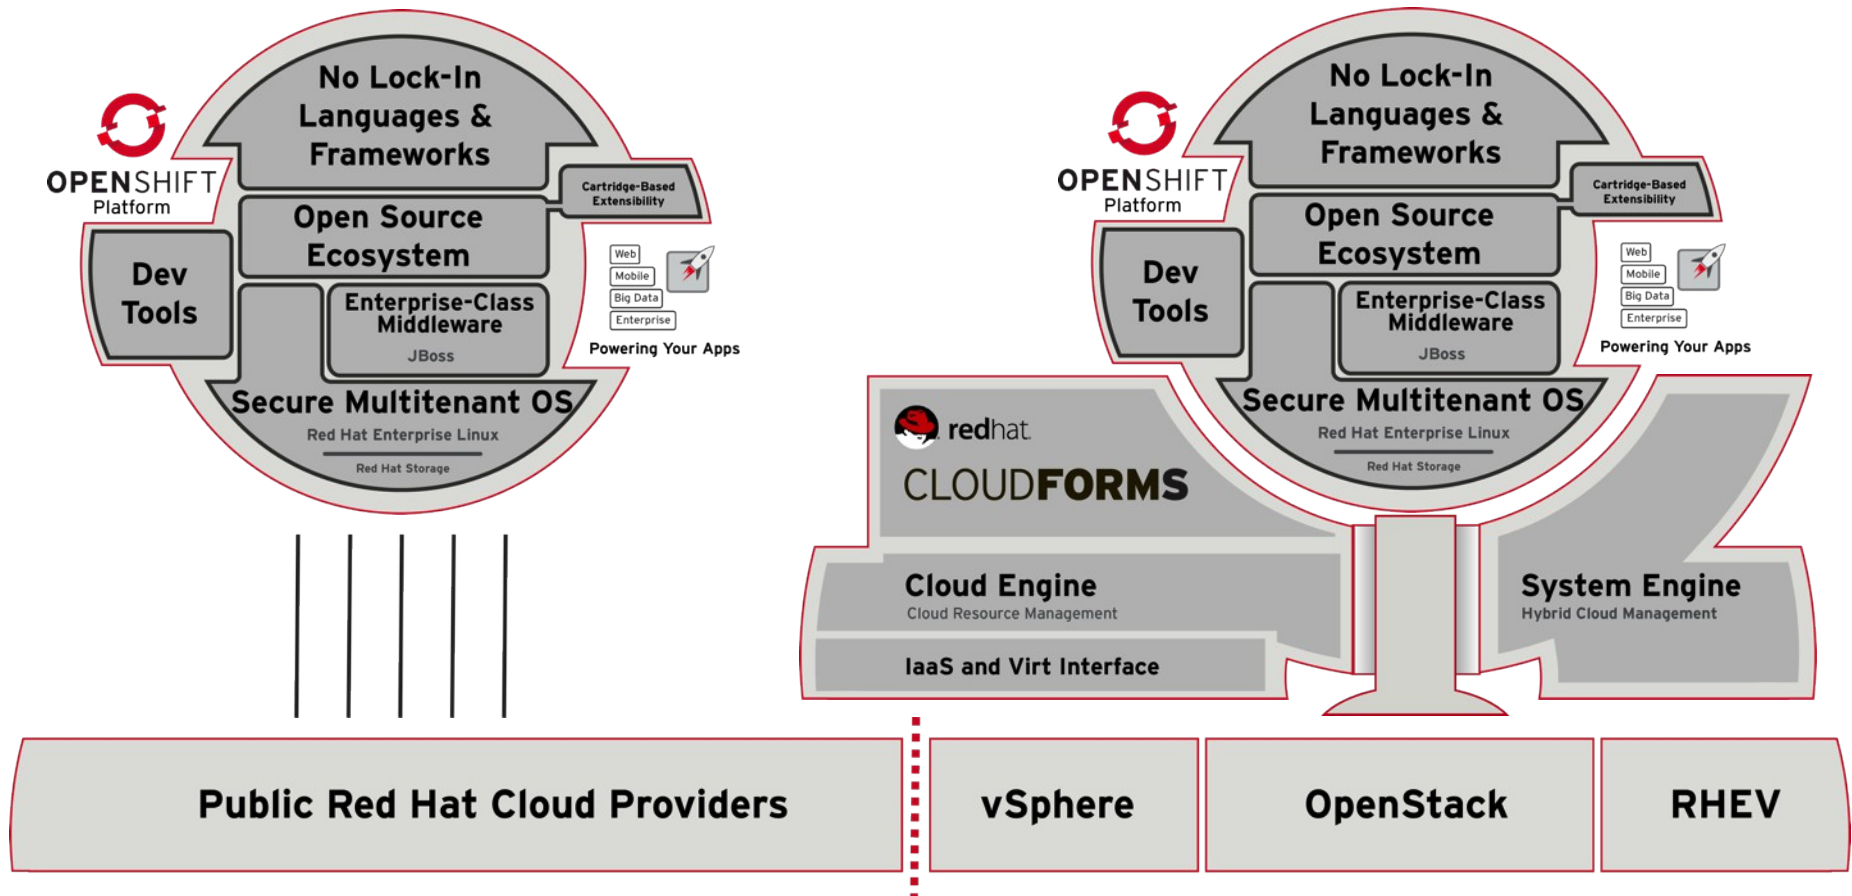 No Lock-In
Languages &
Frameworks
OPENSHIFT
Platform
Cartridge-Based
Extensibility
Open Source
Ecosystem
Dev
Tools
Web
Mobile
Big Data
Enterprise
Powering Your Apps
Enterprise-Class
Middleware
JBoss
Secure Multitenant OS
Red Hat Enterprise Linux
Red Hat Storage
No Lock-In
Languages &
Frameworks
OPENSHIFT
Platform
Cartridge-Based
Extensibility
Open Source
Ecosystem
Dev
Tools
Web
Mobile
Big Data
Enterprise
Powering Your Apps
Enterprise-Class
Middleware
JBoss
Secure Multitenant OS
Red Hat Enterprise Linux
Red Hat Storage
redhat.
CLOUDFORMS
Cloud Engine
Cloud Resource Management
IaaS and Virt Interface
System Engine
Hybrid Cloud Management
Public Red Hat Cloud Providers
vSphere
OpenStack
RHEV